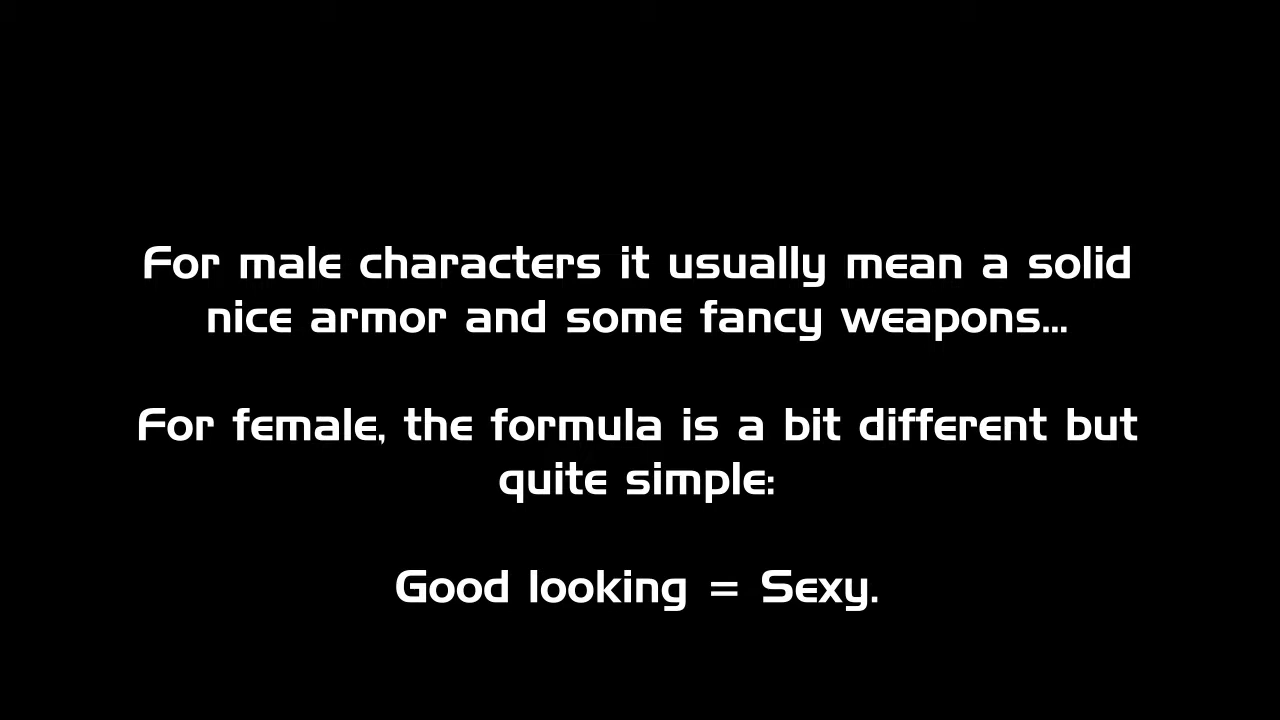 For male characters it usually mean a solid
nice armor and some fancy weapons...
For female, the formula is a bit different but
quite simple:
Good looking = Sexy.